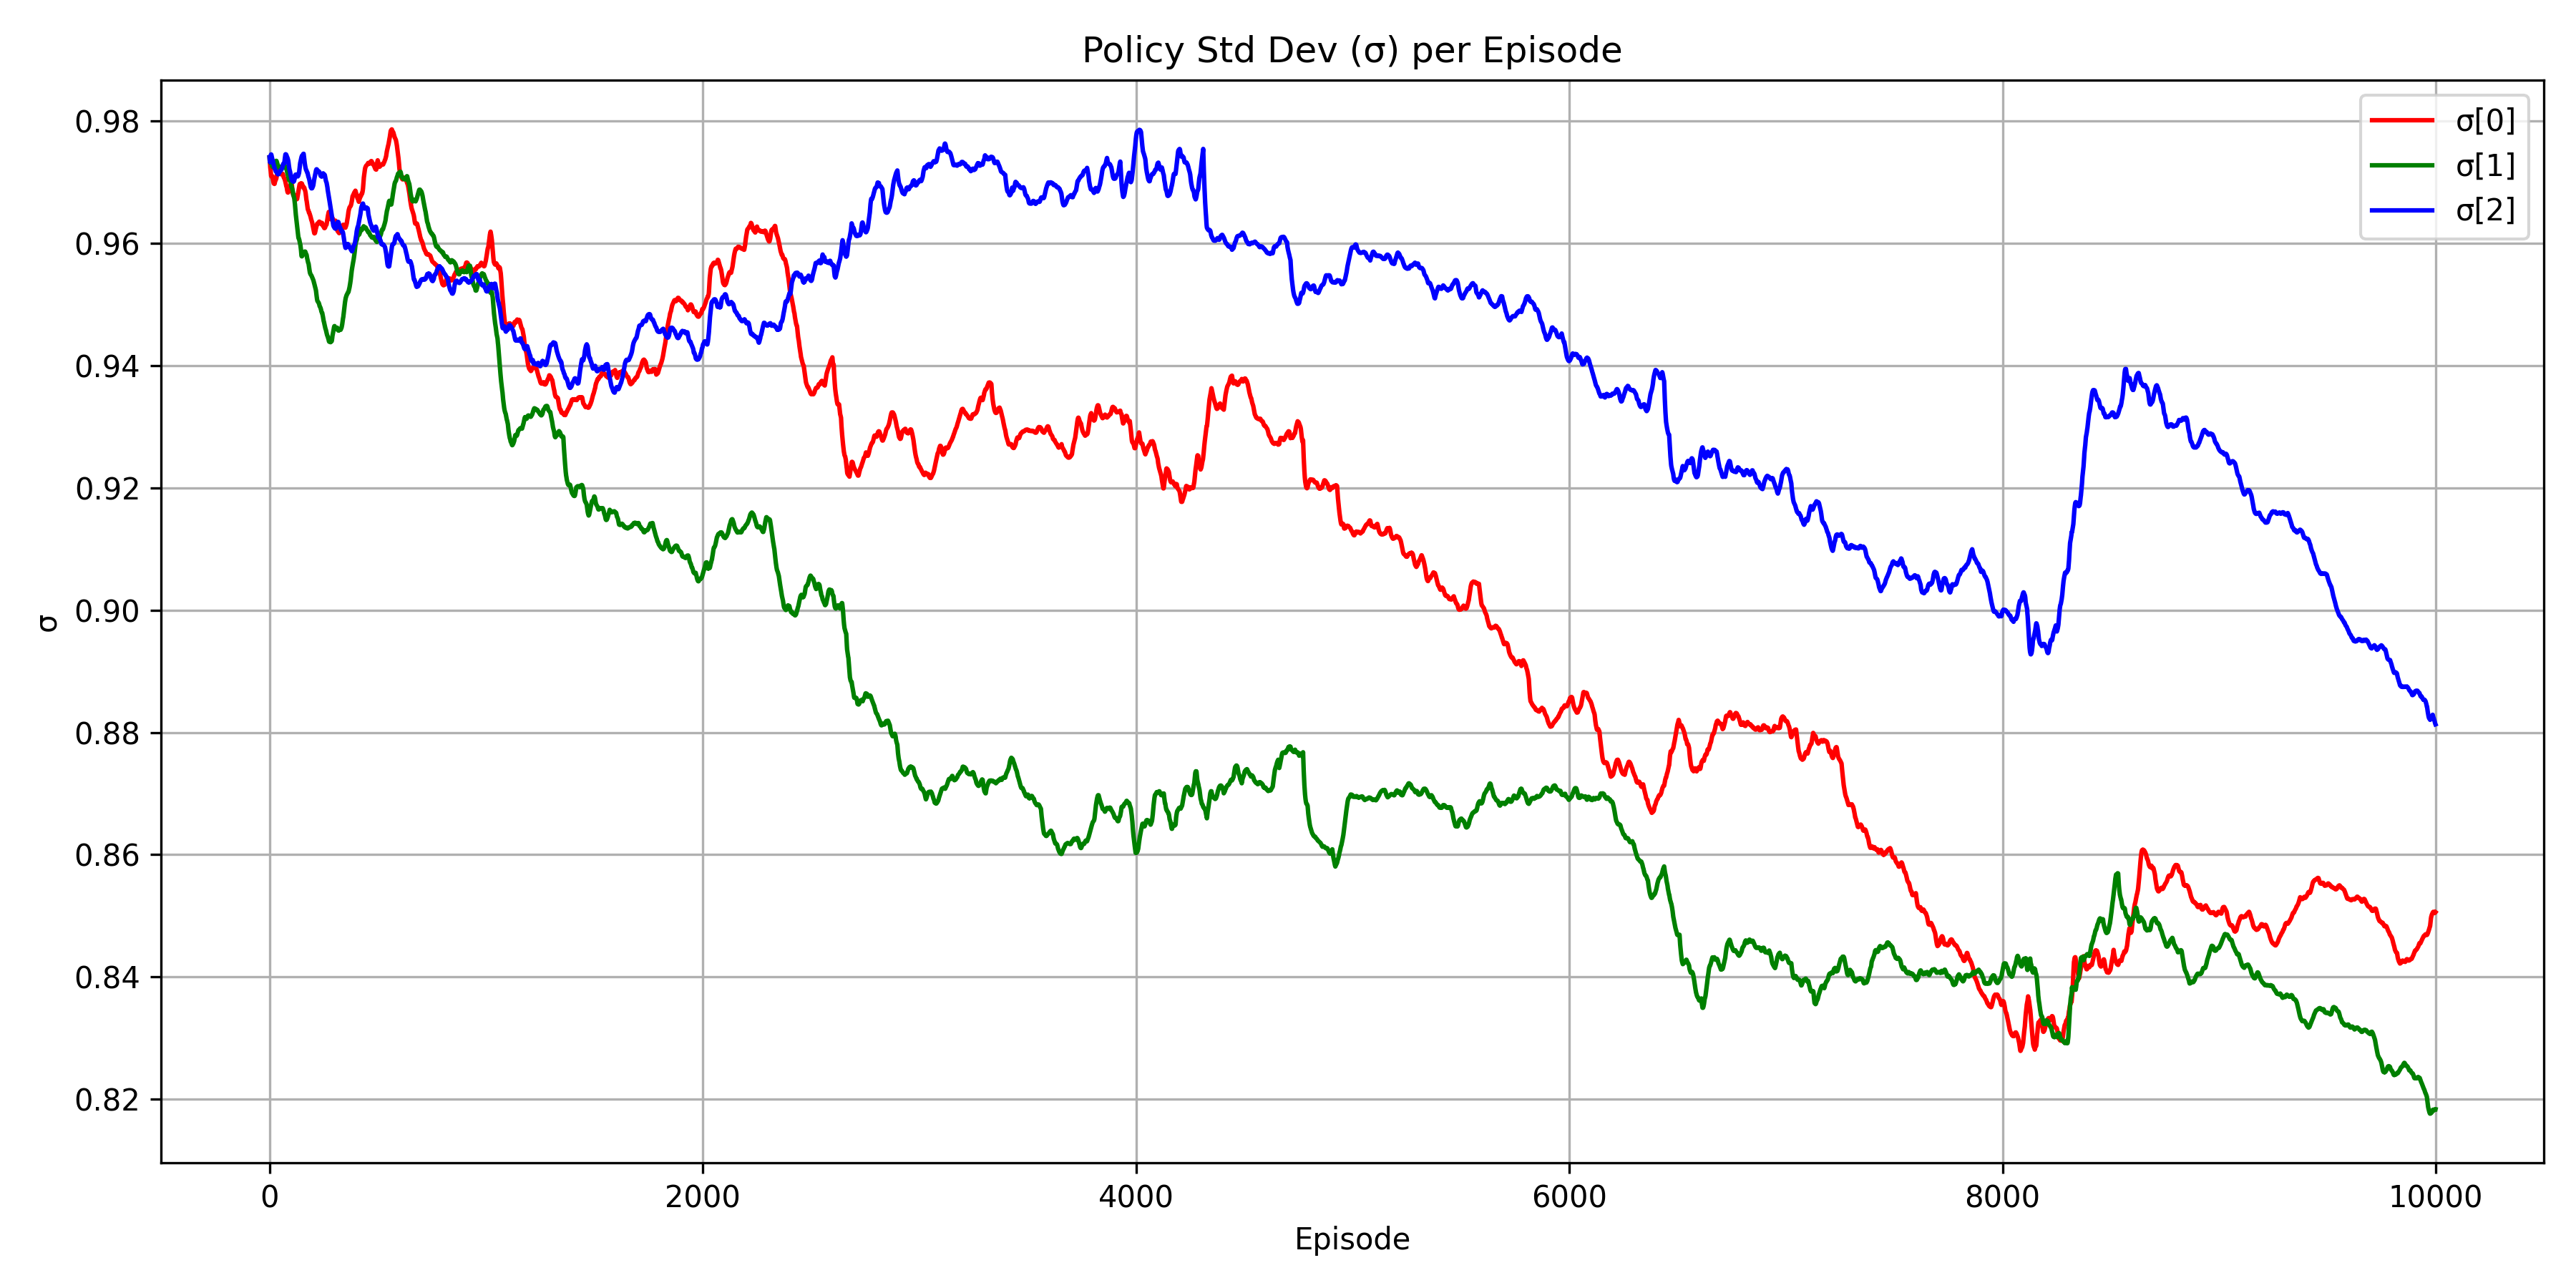 Policy Std Dev (σ) per Episode
σ[0]
σ[1]
σ[2]
0.98
0.96
0.94
0.92
0.90
0.88
0.86
0.84
0.82
σ
0 2000 4000 6000 8000 10000
Episode